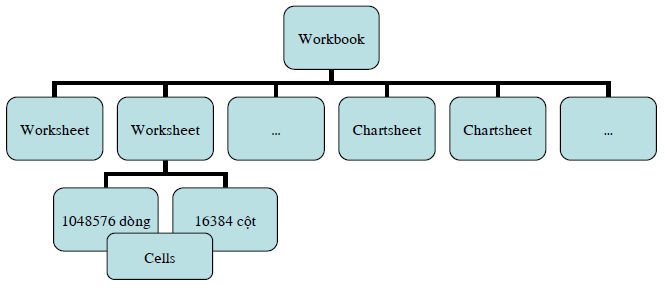 Workbook
Worksheet
Worksheet
...
Chartsheet
Chartsheet
...
1048576 dòng
16384 cột
Cells